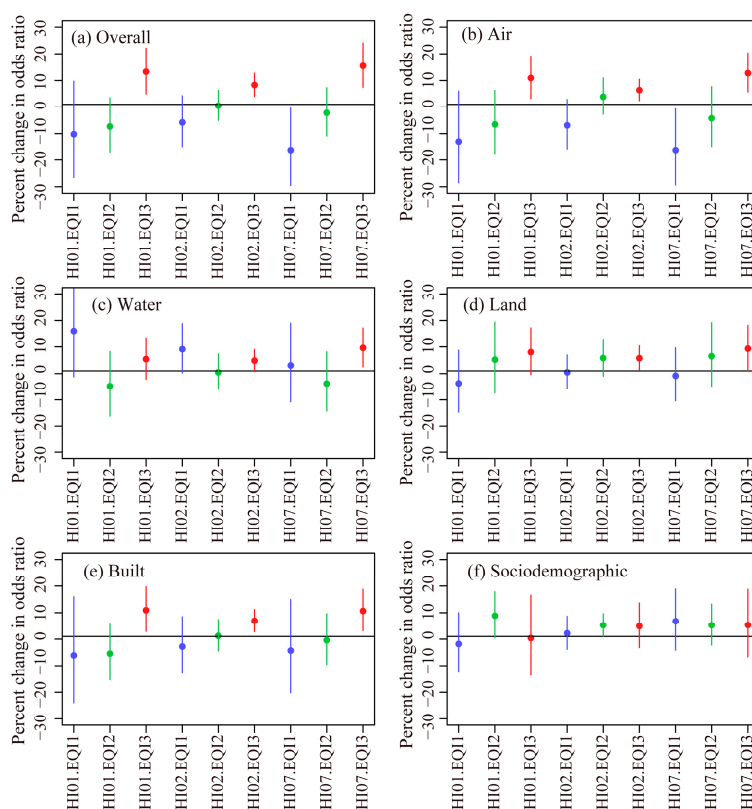 (a) Overall
Percent change in odds ratio
30
20
10
0
−10
−20
−30
HI01.EQI1
HI01.EQI2
HI01.EQI3
HI02.EQI1
HI02.EQI2
HI02.EQI3
HI07.EQI1
HI07.EQI2
HI07.EQI3
(b) Air
Percent change in odds ratio
30
20
10
0
−10
−20
−30
HI01.EQI1
HI01.EQI2
HI01.EQI3
HI02.EQI1
HI02.EQI2
HI02.EQI3
HI07.EQI1
HI07.EQI2
HI07.EQI3
(c) Water
Percent change in odds ratio
30
20
10
0
−10
−20
−30
HI01.EQI1
HI01.EQI2
HI01.EQI3
HI02.EQI1
HI02.EQI2
HI02.EQI3
HI07.EQI1
HI07.EQI2
HI07.EQI3
(d) Land
Percent change in odds ratio
30
20
10
0
−10
−20
−30
HI01.EQI1
HI01.EQI2
HI01.EQI3
HI02.EQI1
HI02.EQI2
HI02.EQI3
HI07.EQI1
HI07.EQI2
HI07.EQI3
(e) Built
Percent change in odds ratio
30
20
10
0
−10
−20
−30
HI01.EQI1
HI01.EQI2
HI01.EQI3
HI02.EQI1
HI02.EQI2
HI02.EQI3
HI07.EQI1
HI07.EQI2
HI07.EQI3
(f) Sociodemographic
Percent change in odds ratio
30
20
10
0
−10
−20
−30
HI01.EQI1
HI01.EQI2
HI01.EQI3
HI02.EQI1
HI02.EQI2
HI02.EQI3
HI07.EQI1
HI07.EQI2
HI07.EQI3